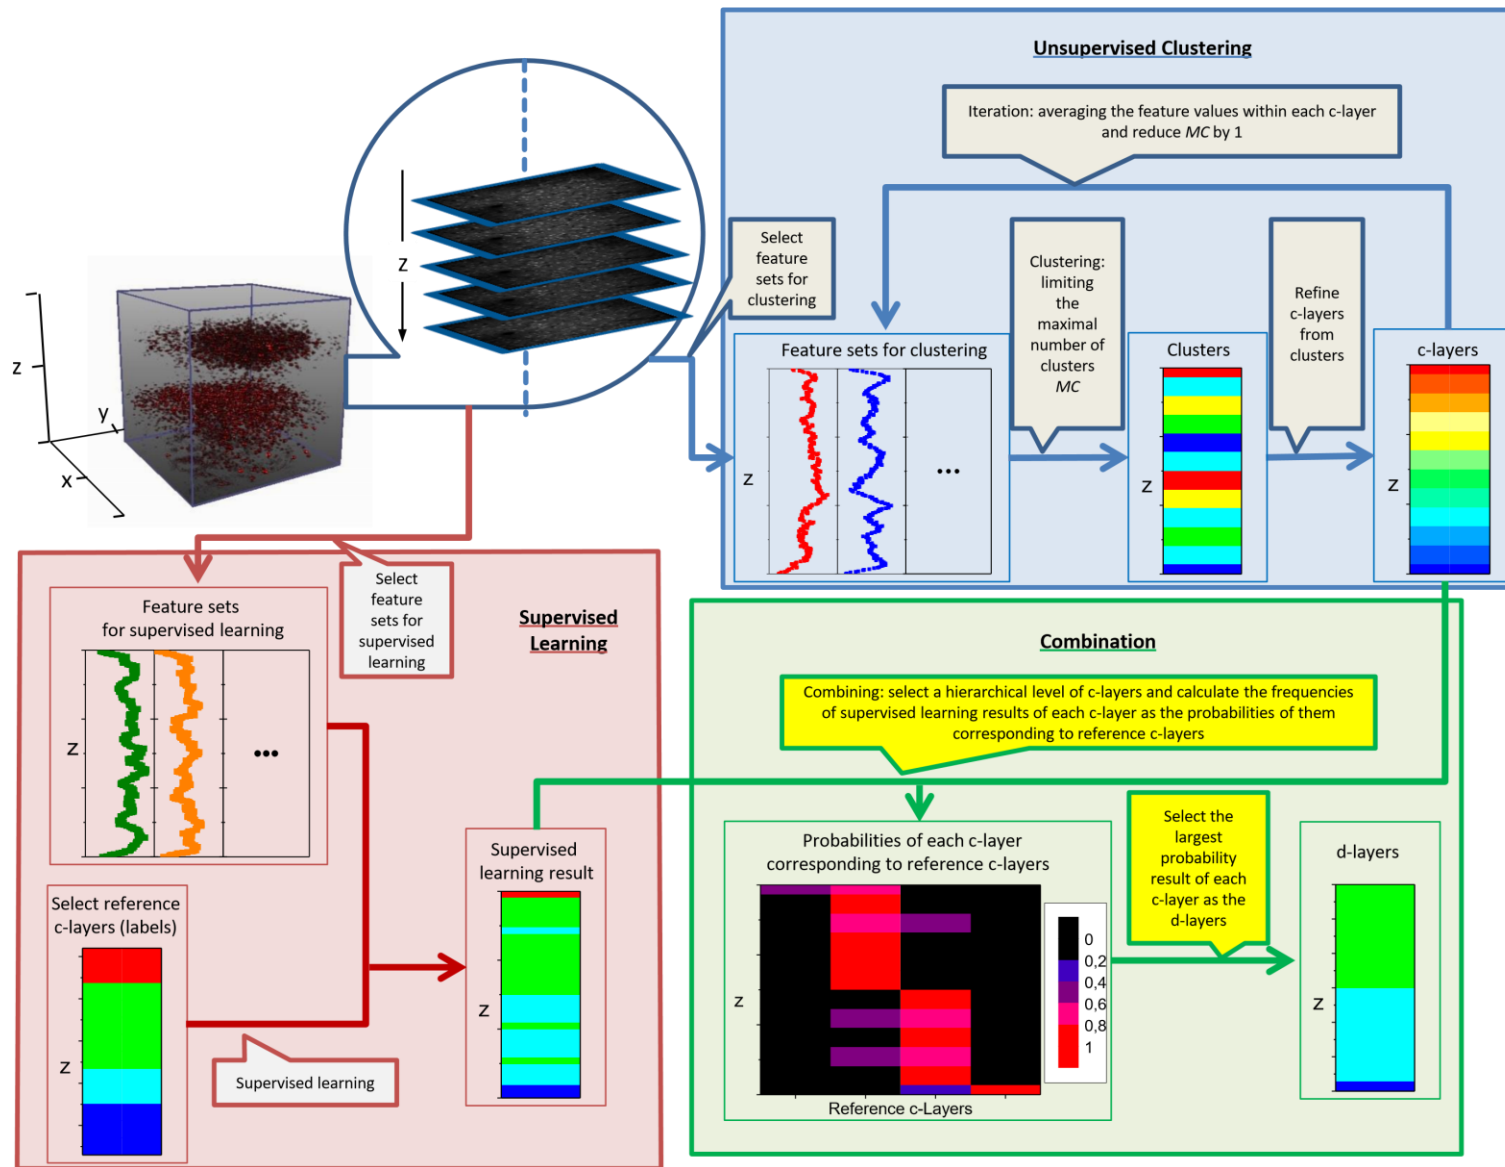 Unsupervised Clustering
Iteration: averaging the feature values within each c-layer
and reduce MC by 1
z
Select
feature
sets for
clustering
Clustering:
limiting
the
maximal
number of
clusters
MC
Refine
c-layers
from
clusters
z
y
x
Feature sets for clustering
z
...
Clusters
z
c-layers
z
Select
feature
sets for
supervised
learning
Supervised
Learning
Feature sets
for supervised learning
z
...
Select reference
c-layers (labels)
z
Supervised learning
Supervised
learning result
z
Combination
Combining: select a hierarchical level of c-layers and calculate the frequencies
of supervised learning results of each c-layer as the probabilities of them
corresponding to reference c-layers
Probabilities of each c-layer
corresponding to reference c-layers
z
0
0,2
0,4
0,6
0,8
1
Reference c-Layers
Select the
largest
probability
result of each
c-layer as the
d-layers
d-layers
z